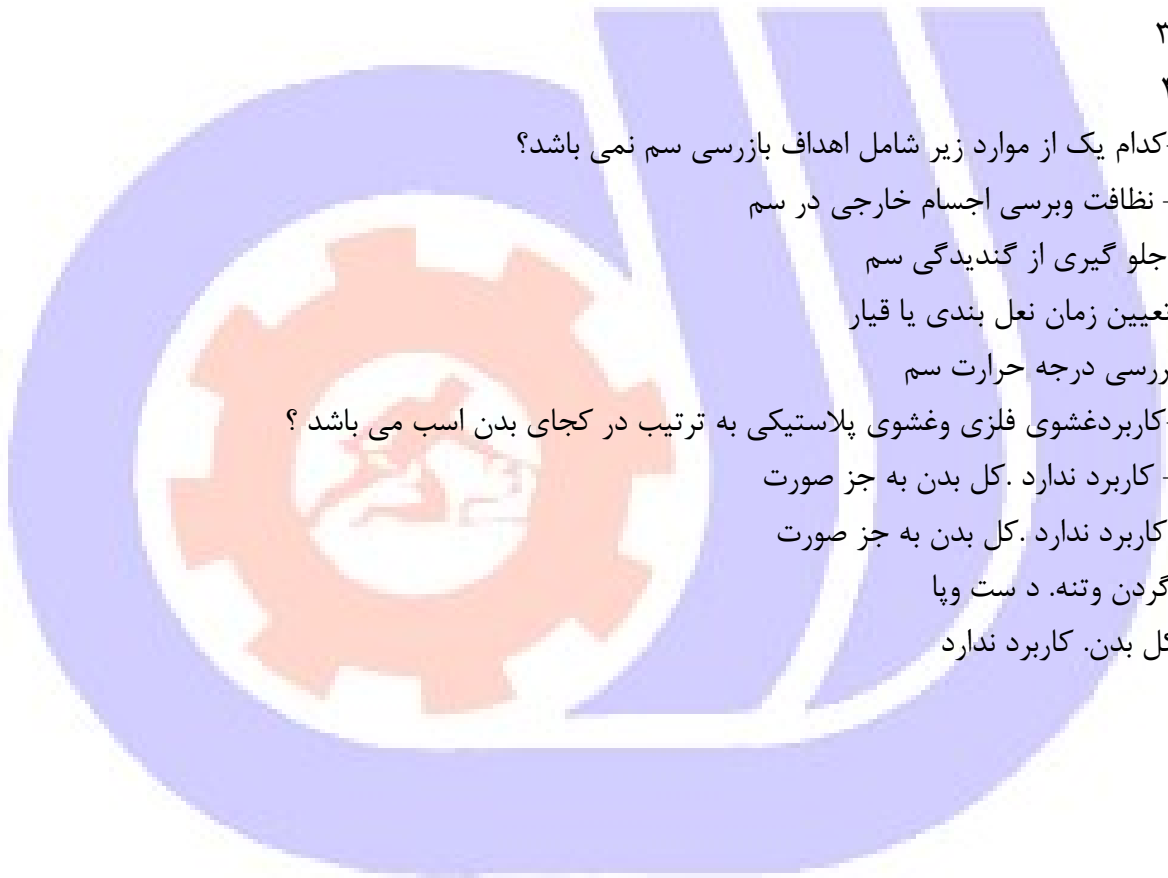 ۳
-کدام یک از موارد زیر شامل اهداف بازرسی سم نمی باشد؟
- نظافت وبرسی اجسام خارجی در سم
جلو گیری از گندیدگی سم
تعیین زمان نعل بندی یا قیار
ررسی درجه حرارت سم
-کاربردغشوی فلزی وغشوی پلاستیکی به ترتیب در کجای بدن اسب می باشد ؟
- کاربرد ندارد .کل بدن به جز صورت
کاربرد ندارد .کل بدن به جز صورت
گردن وتنه. د ست وپا
کل بدن. کاربرد ندارد